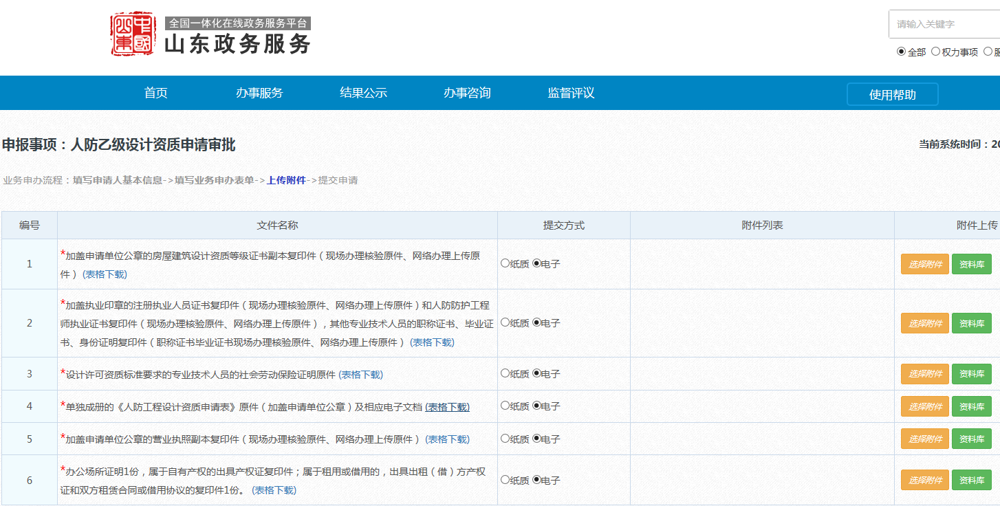 全国一体化在线政务服务平台
山东政务服务
请输入关键字
全部 权力事项
首页 办事服务 结果公示 办事咨询 监督评议 使用帮助
申报事项：人防乙级设计资质申请审批
当前系统时间：20
业务申办流程：填写申请人基本信息->填写业务申办表单->上传附件->提交申请
编号 文件名称 提交方式 附件列表 附件上传
*加盖申请单位公章的房屋建筑设计资质等级证书副本复印件（现场办理核验原件、网络办理上传原
1 纸质 电子 选择附件 资料库
件）(表格下载)
*加盖执业印章的注册执业人员证书复印件（现场办理核验原件、网络办理上传原件）和人防防护工程
2 师执业证书复印件（现场办理核验原件、网络办理上传原件），其他专业技术人员的职称证书、毕业证 纸质 电子 选择附件 资料库
书、身份证明复印件（职称证书毕业证书现场办理核验原件、网络办理上传原件）(表格下载)
3 *设计许可资质标准要求的专业技术人员的社会劳动保险证明原件 (表格下载) 纸质 电子 选择附件 资料库
4 *单独成册的《人防工程设计资质申请表》原件（加盖申请单位公章）及相应电子文档 (表格下载) 纸质 电子 选择附件 资料库
5 *加盖申请单位公章的营业执照副本复印件（现场办理核验原件、网络办理上传原件）(表格下载) 纸质 电子 选择附件 资料库
*办公场所证明1份，属于自有产权的出具产权证复印件；属于租用或借用的，出具出租（借）方产权
6 纸质 电子 选择附件 资料库
证和双方租赁合同或借用协议的复印件1份。 (表格下载)